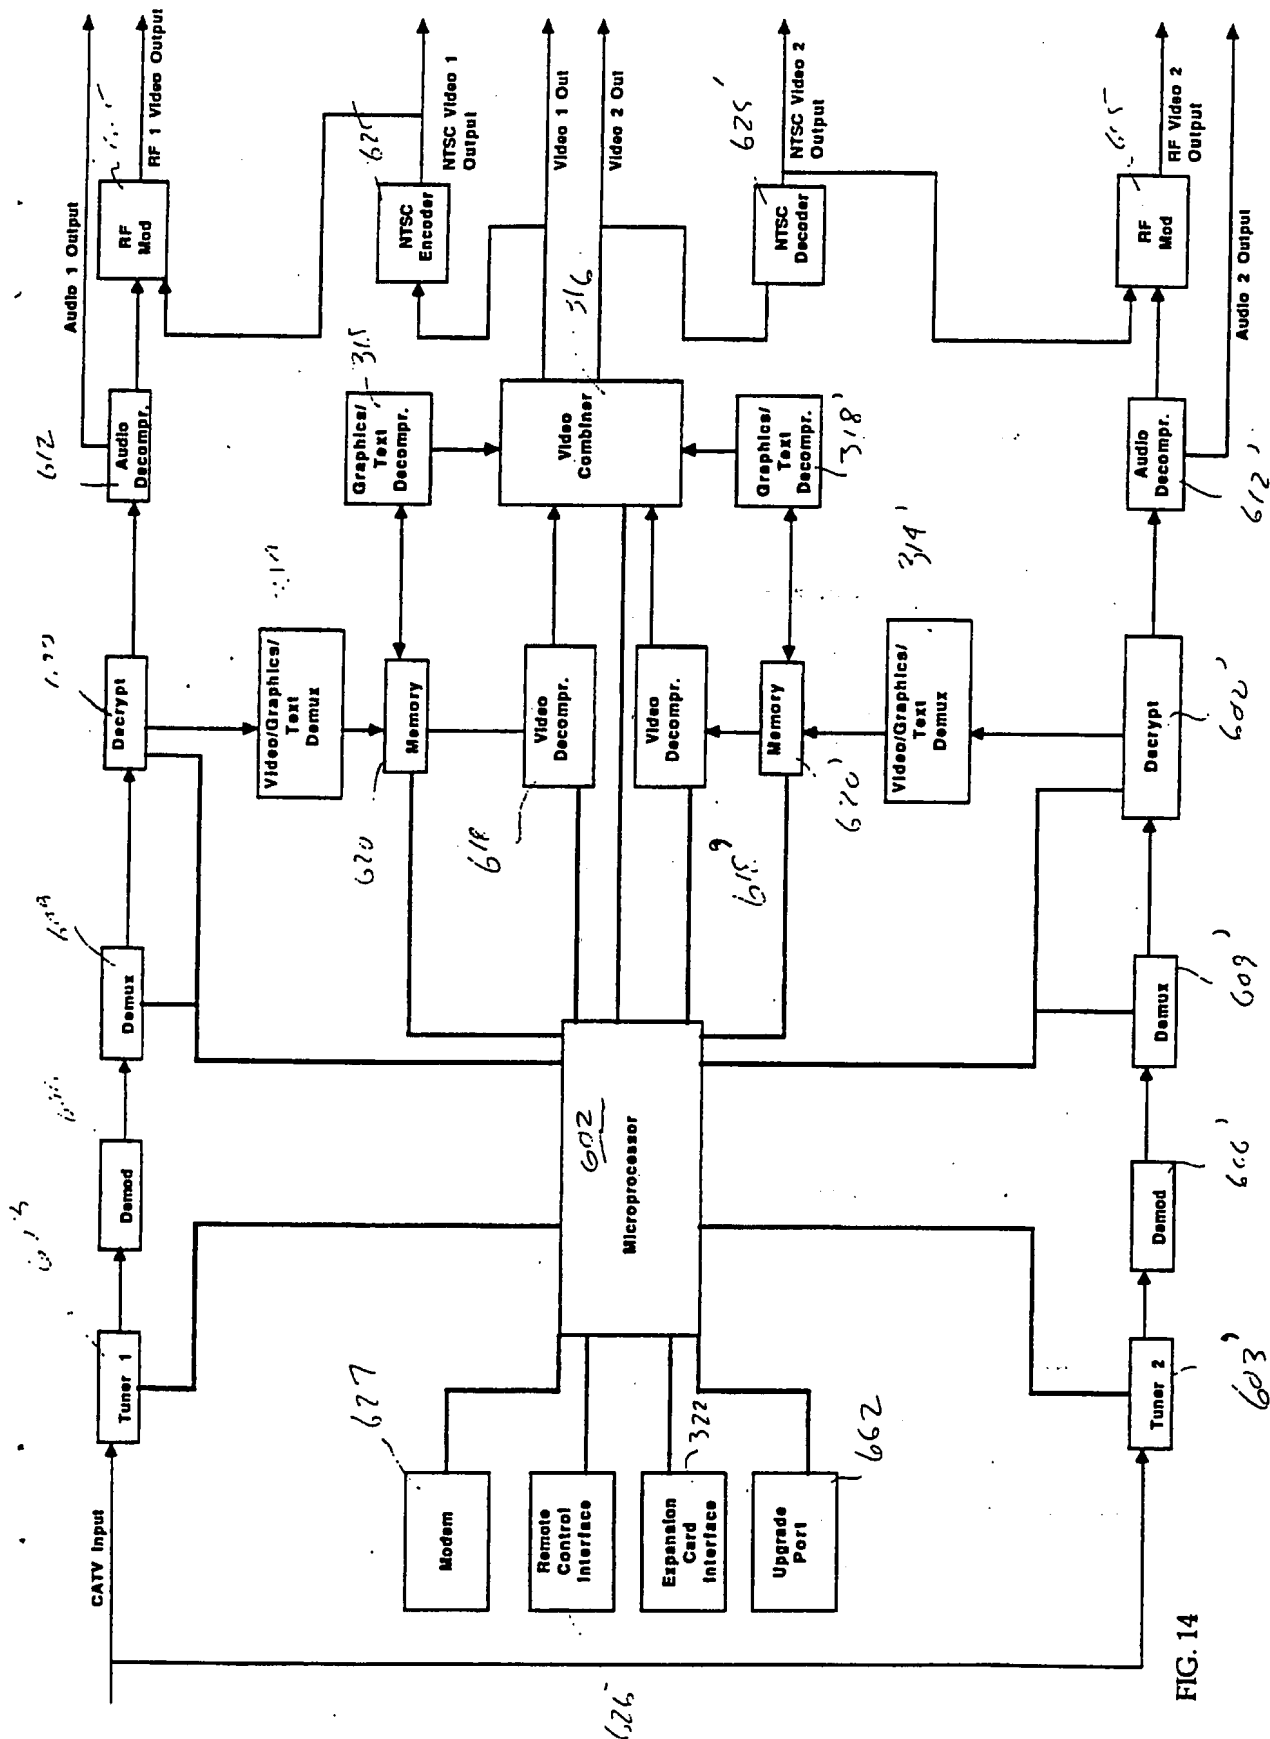 CATV Input
Tuner 1
Demod
Demux
Decrypt
Audio
Decompr.
612
RF
Mod
Audio 1 Output
RF 1 Video Output
Video/Graphics/
Text
Demux
Memory
620
Graphics/
Text
Decompr.
315
NTSC
Encoder
625
NTSC Video 1
Output
Modem
627
Remote
Control
Interface
626
Expansion
Card
Interface
322
Upgrade
Port
662
Microprocessor
602
Video
Decompr.
618
Video
Decompr.
Video
Combiner
316
Video 1 Out
Video 2 Out
Memory
620'
Graphics/
Text
Decompr.
318'
NTSC
Decoder
625'
NTSC Video 2
Output
Video/Graphics/
Text
Demux
314'
Tuner 2
603'
Demod
606'
Demux
609'
Decrypt
602'
Audio
Decompr.
612'
RF
Mod
RF Video 2
Output
Audio 2 Output
FIG. 14